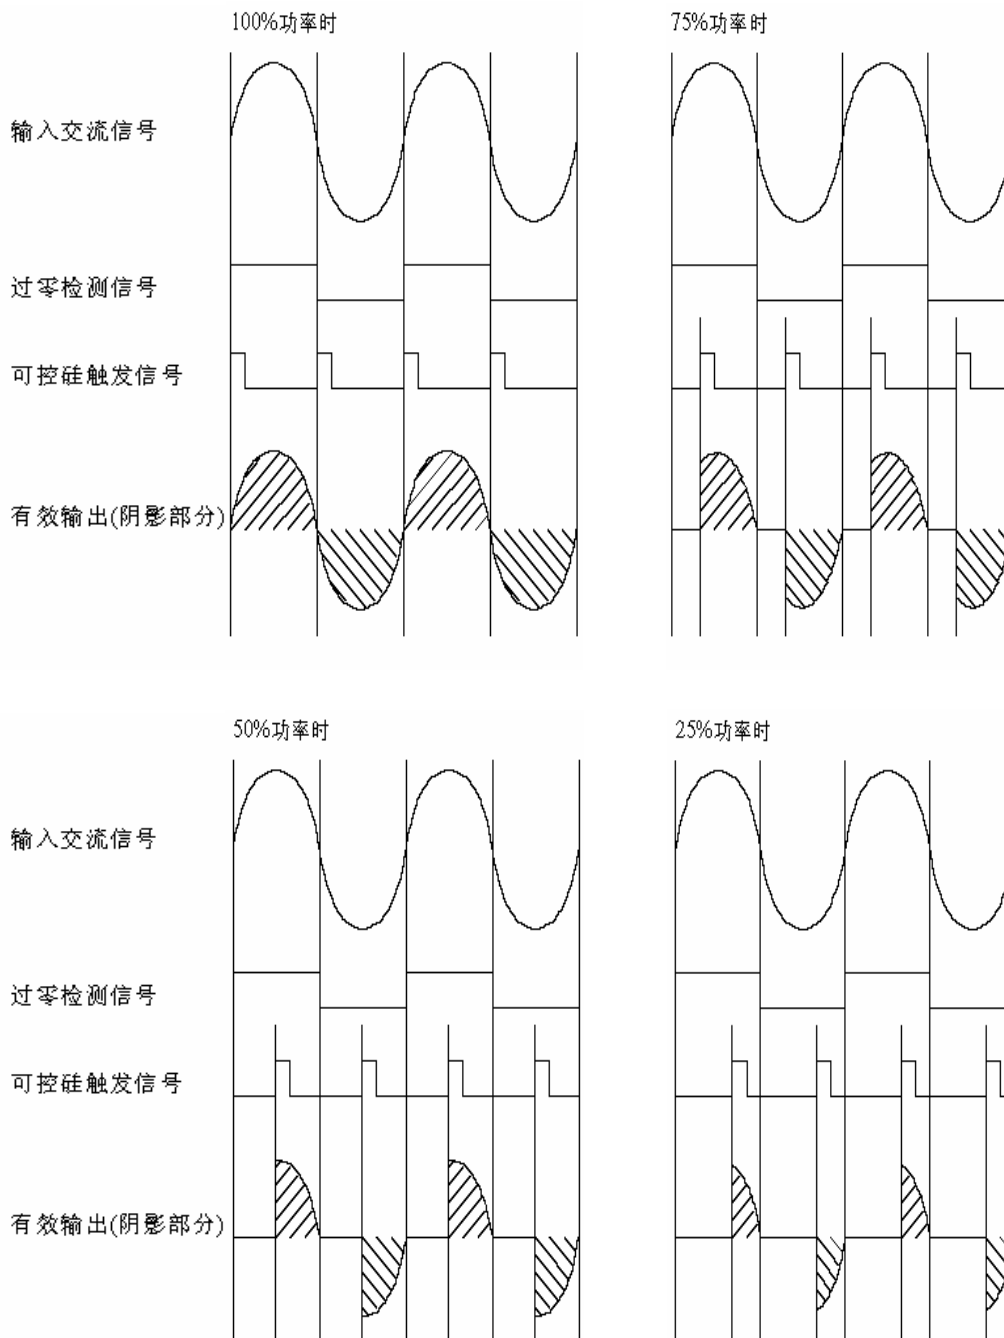 100%功率时
75%功率时
输入交流信号
过零检测信号
可控硅触发信号
有效输出(阴影部分)
50%功率时
25%功率时
输入交流信号
过零检测信号
可控硅触发信号
有效输出(阴影部分)